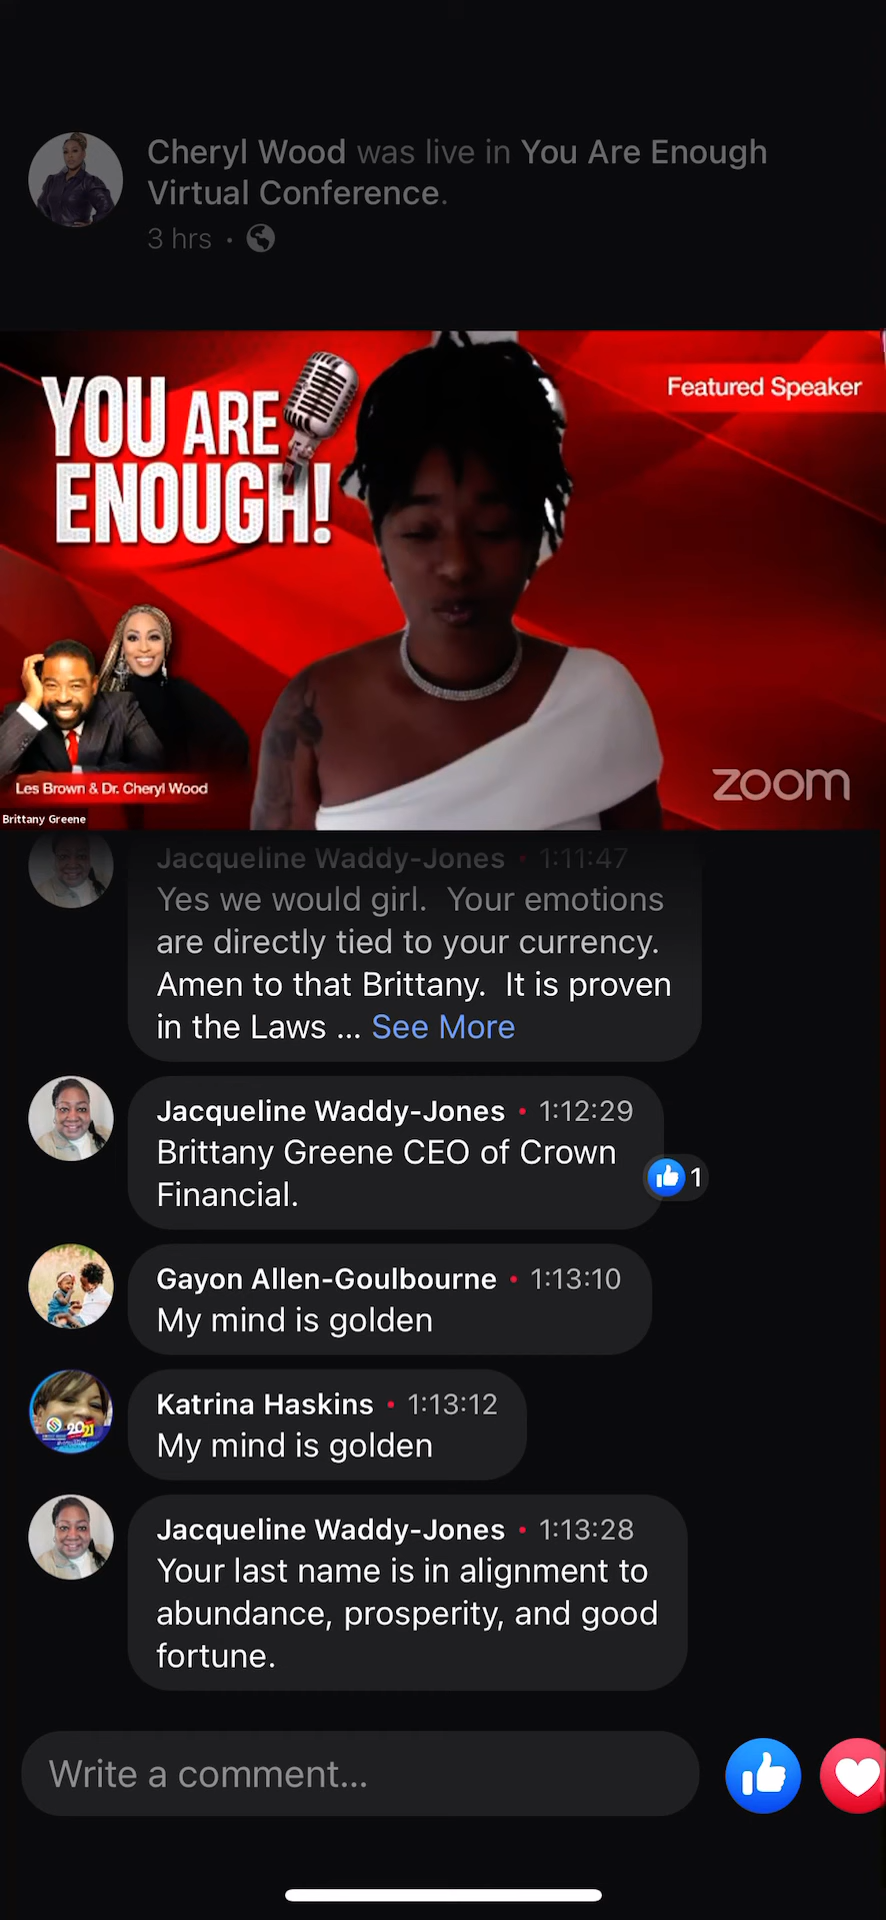 Cheryl Wood was live in You Are Enough
Virtual Conference.
3 hrs ·
YOU ARE
ENOUGH!
Featured Speaker
Les Brown & Dr. Cheryl Wood
zoom
Brittany Greene
Jacqueline Waddy-Jones • 1:11:47
Yes we would girl.  Your emotions
are directly tied to your currency.
Amen to that Brittany.  It is proven
in the Laws ... See More
Jacqueline Waddy-Jones • 1:12:29
Brittany Greene CEO of Crown
Financial.
1
Gayon Allen-Goulbourne • 1:13:10
My mind is golden
Katrina Haskins • 1:13:12
My mind is golden
2021
Jacqueline Waddy-Jones • 1:13:28
Your last name is in alignment to
abundance, prosperity, and good
fortune.
Write a comment...